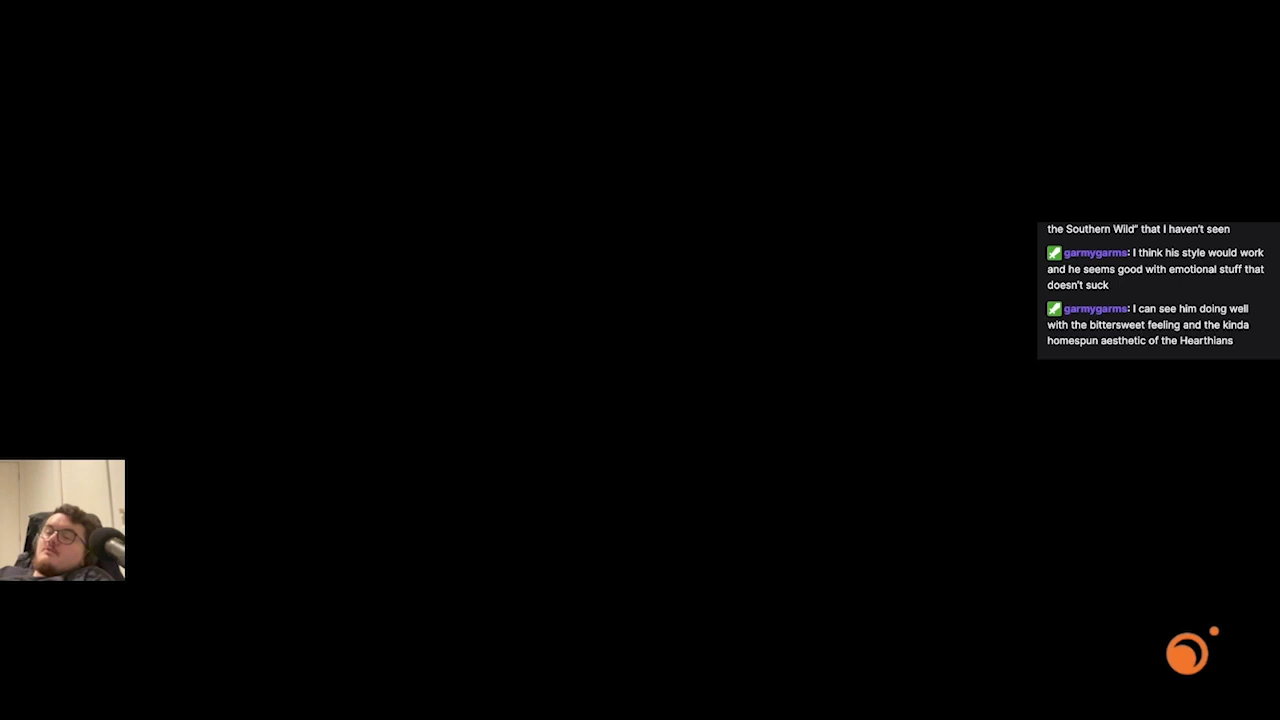 the Southern Wild" that I haven't seen
garmygarms: I think his style would work
and he seems good with emotional stuff that
doesn't suck
garmygarms: I can see him doing well
with the bittersweet feeling and the kinda
homespun aesthetic of the Hearthians